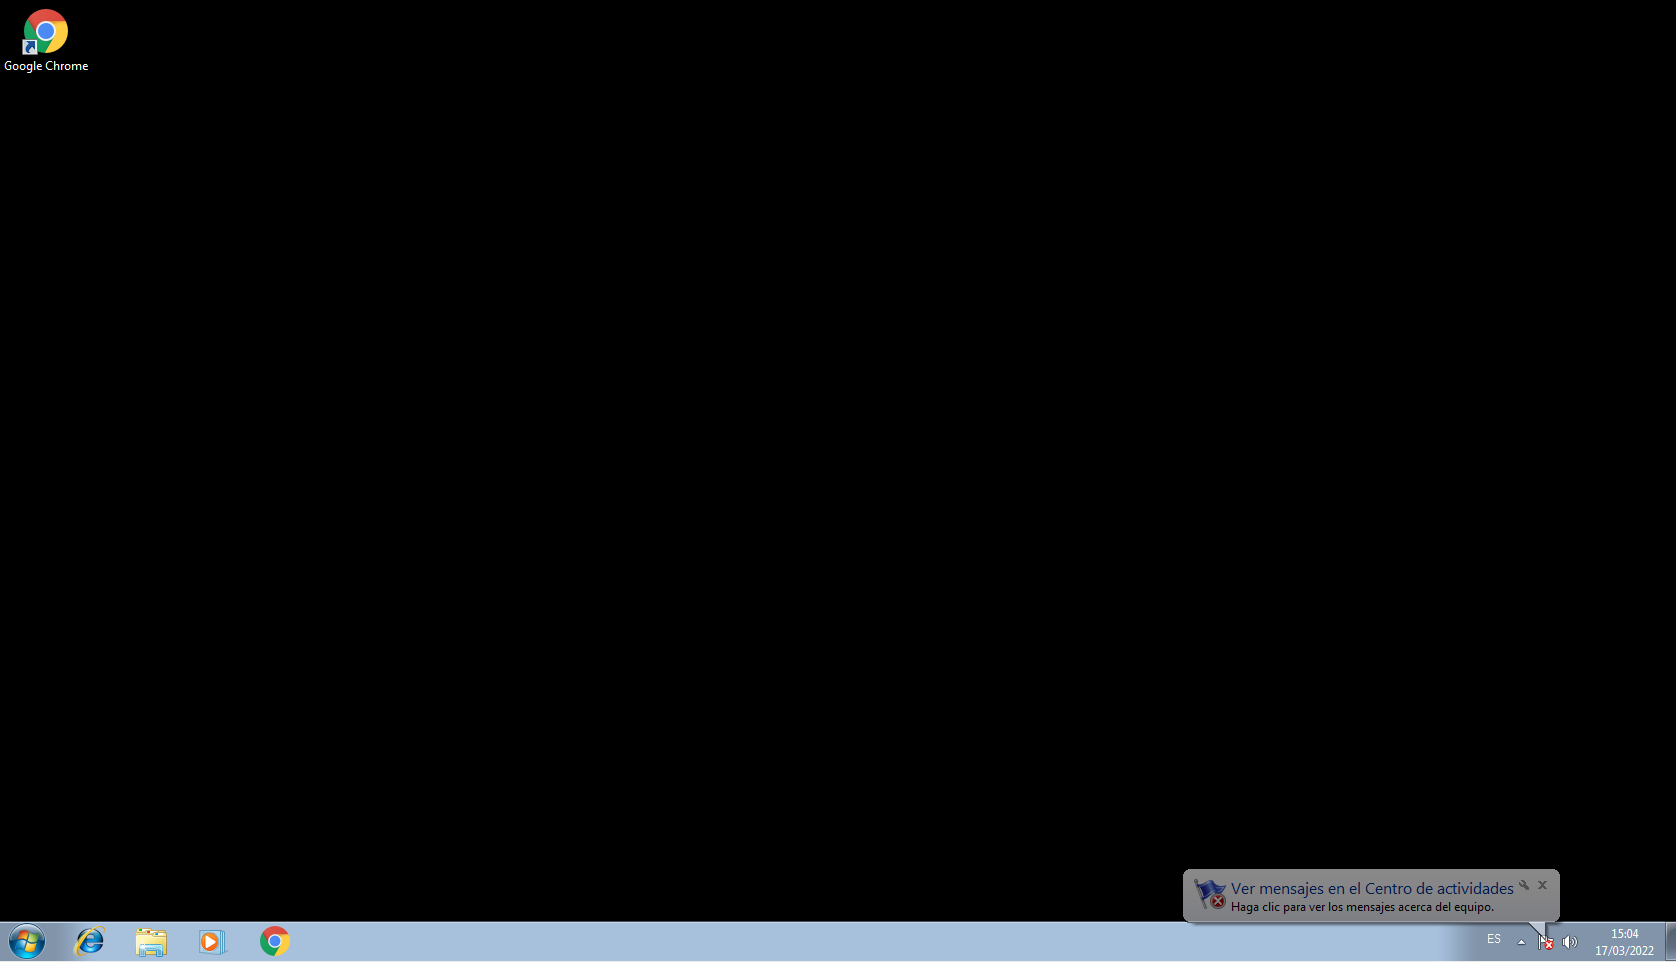 Google Chrome
Ver mensajes en el Centro de actividades
Haga clic para ver los mensajes acerca del equipo.
ES
15:04
17/03/2022